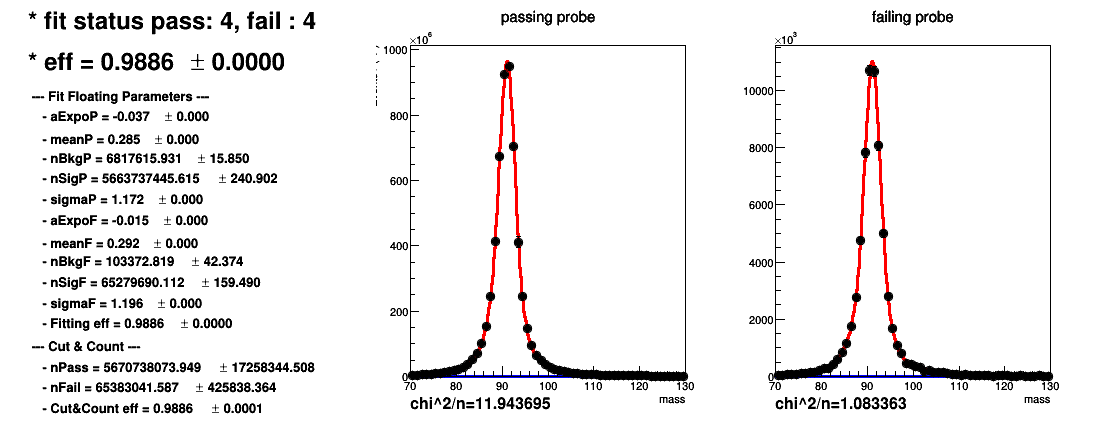 * fit status pass: 4, fail : 4
* eff = 0.9886 ± 0.0000
--- Fit Floating Parameters ---
- aExpoP = -0.037 ± 0.000
- meanP = 0.285 ± 0.000
- nBkgP = 6817615.931 ± 15.850
- nSigP = 5663737445.615 ± 240.902
- sigmaP = 1.172 ± 0.000
- aExpoF = -0.015 ± 0.000
- meanF = 0.292 ± 0.000
- nBkgF = 103372.819 ± 42.374
- nSigF = 65279690.112 ± 159.490
- sigmaF = 1.196 ± 0.000
- Fitting eff = 0.9886 ± 0.0000
--- Cut & Count ---
- nPass = 5670738073.949 ± 17258344.508
- nFail = 65383041.587 ± 425838.364
- Cut&Count eff = 0.9886 ± 0.0001
passing probe
×10^6
1000
800
600
400
200
0
70 80 90 100 110 120 130
mass
chi^2/n=11.943695
failing probe
×10^3
10000
8000
6000
4000
2000
0
70 80 90 100 110 120 130
mass
chi^2/n=1.083363